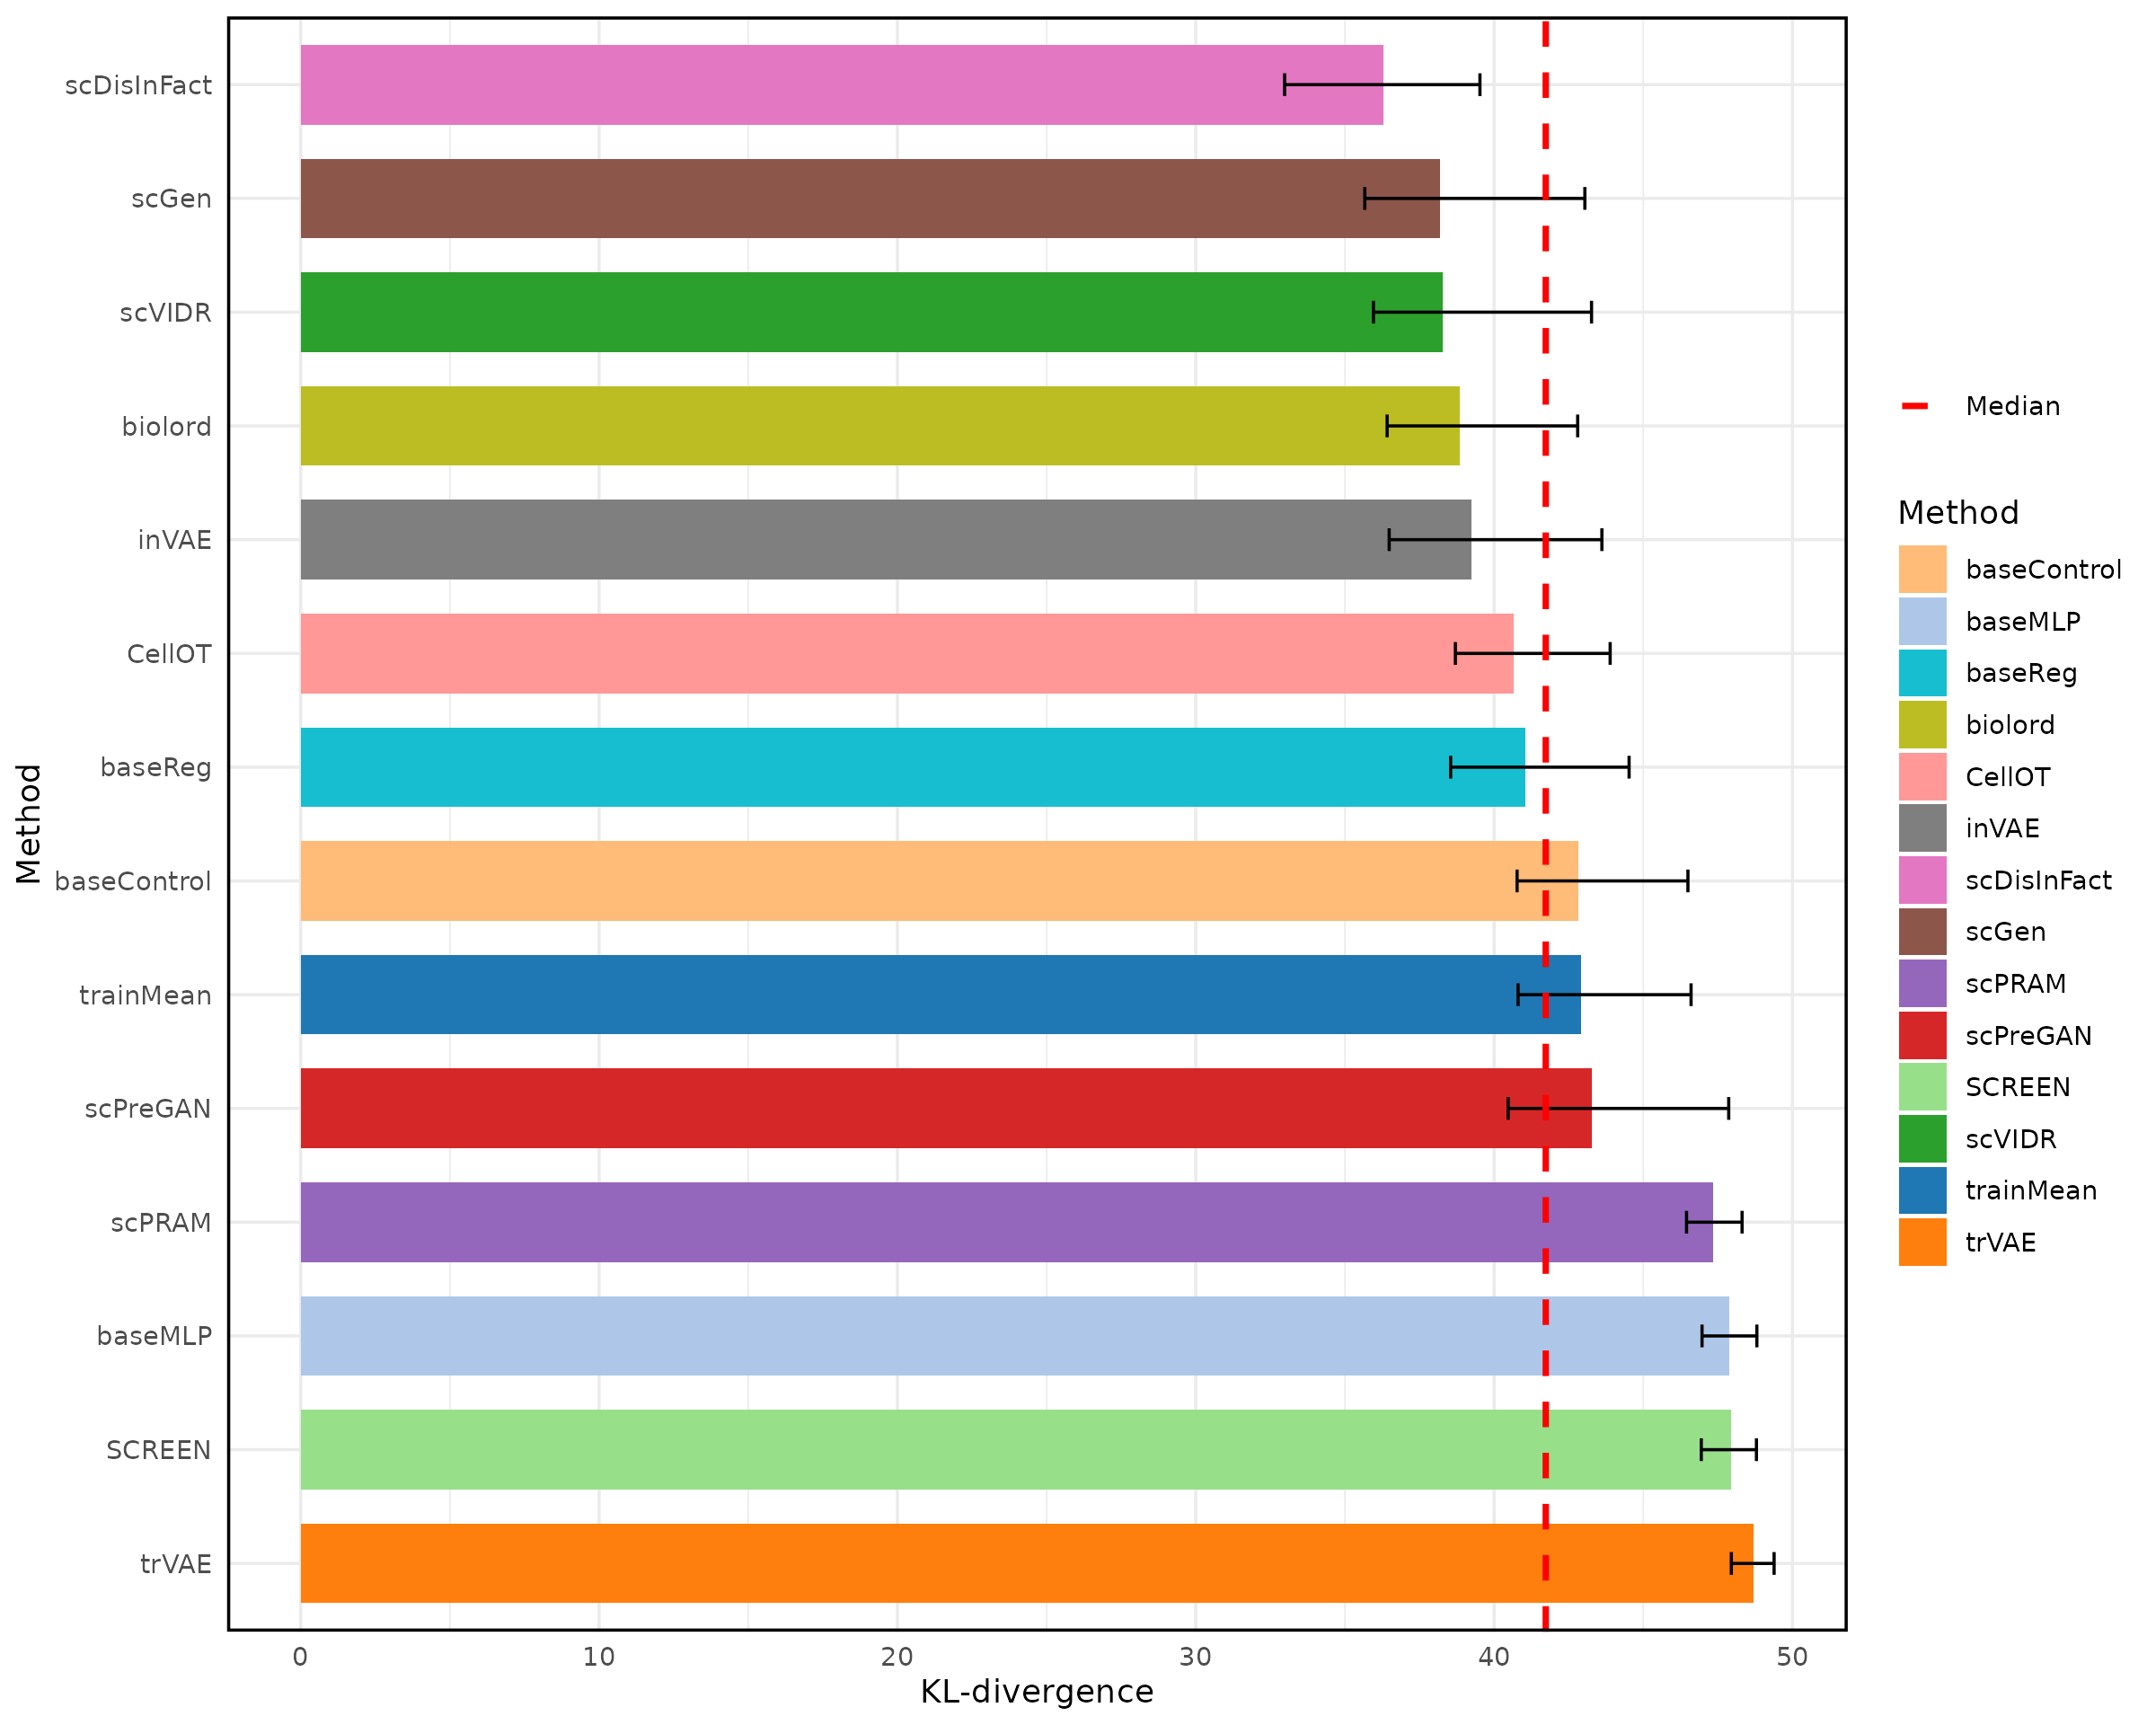 scDisInFact
scGen
scVIDR
biolord
inVAE
CellOT
baseReg
baseControl
trainMean
scPreGAN
scPRAM
baseMLP
SCREEN
trVAE
Method
0 10 20 30 40 50
KL-divergence
Median
Method
baseControl
baseMLP
baseReg
biolord
CellOT
inVAE
scDisInFact
scGen
scPRAM
scPreGAN
SCREEN
scVIDR
trainMean
trVAE